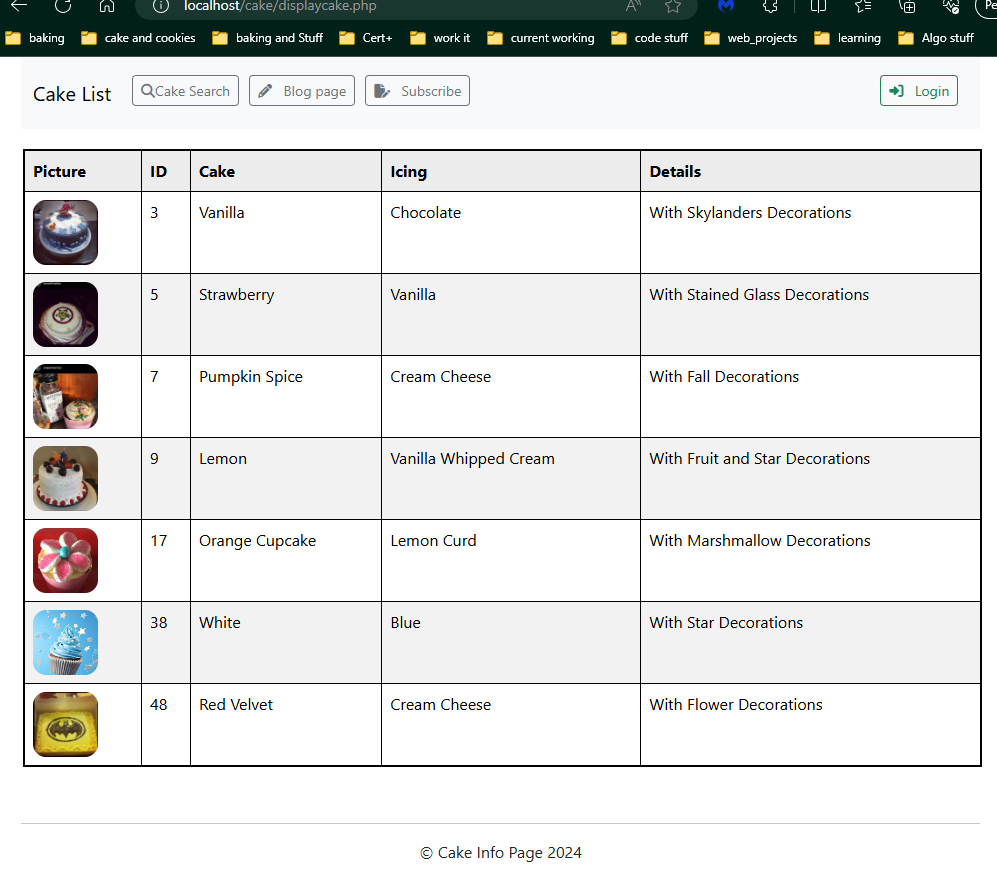 localhost/cake/displaycake.php
baking cake and cookies baking and Stuff Cert+ work it current working code stuff web_projects learning Algo stuff
Cake List Cake Search Blog page Subscribe Login
Picture ID Cake Icing Details
3 Vanilla Chocolate With Skylanders Decorations
5 Strawberry Vanilla With Stained Glass Decorations
7 Pumpkin Spice Cream Cheese With Fall Decorations
9 Lemon Vanilla Whipped Cream With Fruit and Star Decorations
17 Orange Cupcake Lemon Curd With Marshmallow Decorations
38 White Blue With Star Decorations
48 Red Velvet Cream Cheese With Flower Decorations
© Cake Info Page 2024